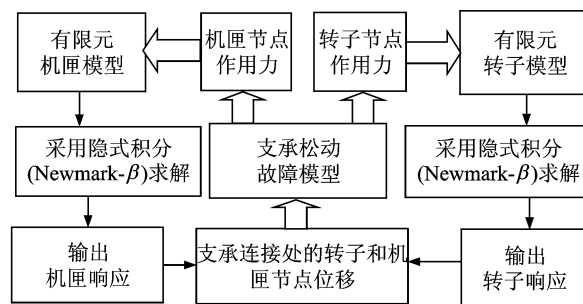 有限元
机匣模型
机匣节点
作用力
转子节点
作用力
有限元
转子模型
采用隐式积分
(Newmark-β)求解
支承松动
故障模型
采用隐式积分
(Newmark-β)求解
输出
机匣响应
支承连接处的转子和机
匣节点位移
输出
转子响应